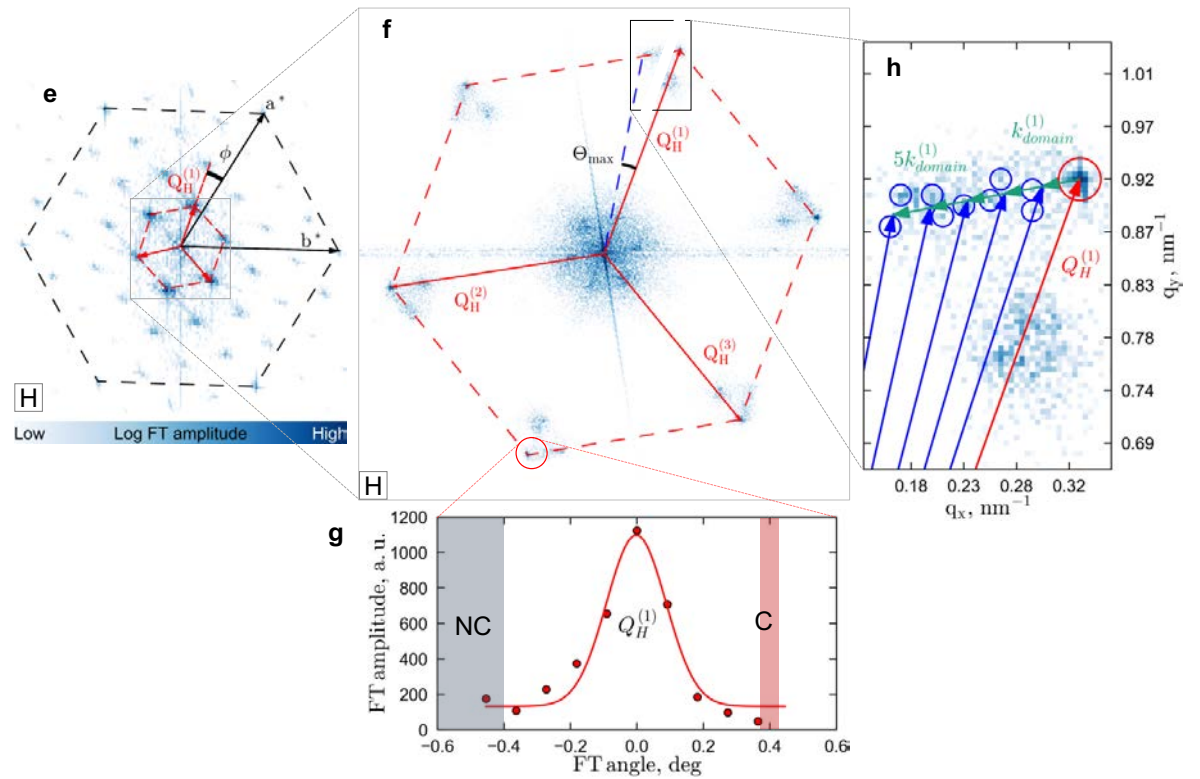 e
a*
ϕ
Q_H^(1)
b*
H
Low Log FT amplitude High
f
Q_H^(1)
Θ_max
Q_H^(2)
Q_H^(3)
H
h
k_domain^(1)
5k_domain^(1)
Q_H^(1)
1.01
0.97
0.92
0.87
0.83
0.78
0.74
0.69
q_y, nm⁻¹
0.18 0.23 0.28 0.32
q_x, nm⁻¹
g
FT amplitude, a.u.
1200
1000
800
600
400
200
0
NC
Q_H^(1)
C
−0.6 −0.4 −0.2 0.0 0.2 0.4 0.6
FT angle, deg